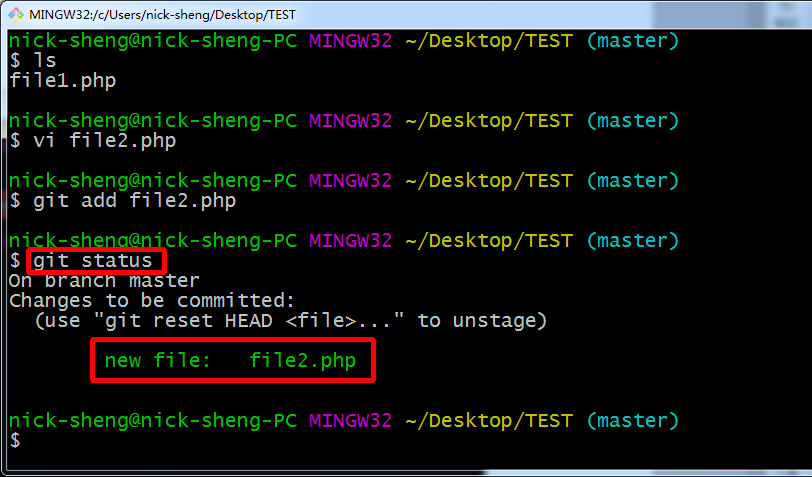 MINGW32:/c/Users/nick-sheng/Desktop/TEST
nick-sheng@nick-sheng-PC MINGW32 ~/Desktop/TEST (master)
$ ls
file1.php
nick-sheng@nick-sheng-PC MINGW32 ~/Desktop/TEST (master)
$ vi file2.php
nick-sheng@nick-sheng-PC MINGW32 ~/Desktop/TEST (master)
$ git add file2.php
nick-sheng@nick-sheng-PC MINGW32 ~/Desktop/TEST (master)
$ git status
On branch master
Changes to be committed:
  (use "git reset HEAD <file>..." to unstage)
        new file:   file2.php
nick-sheng@nick-sheng-PC MINGW32 ~/Desktop/TEST (master)
$